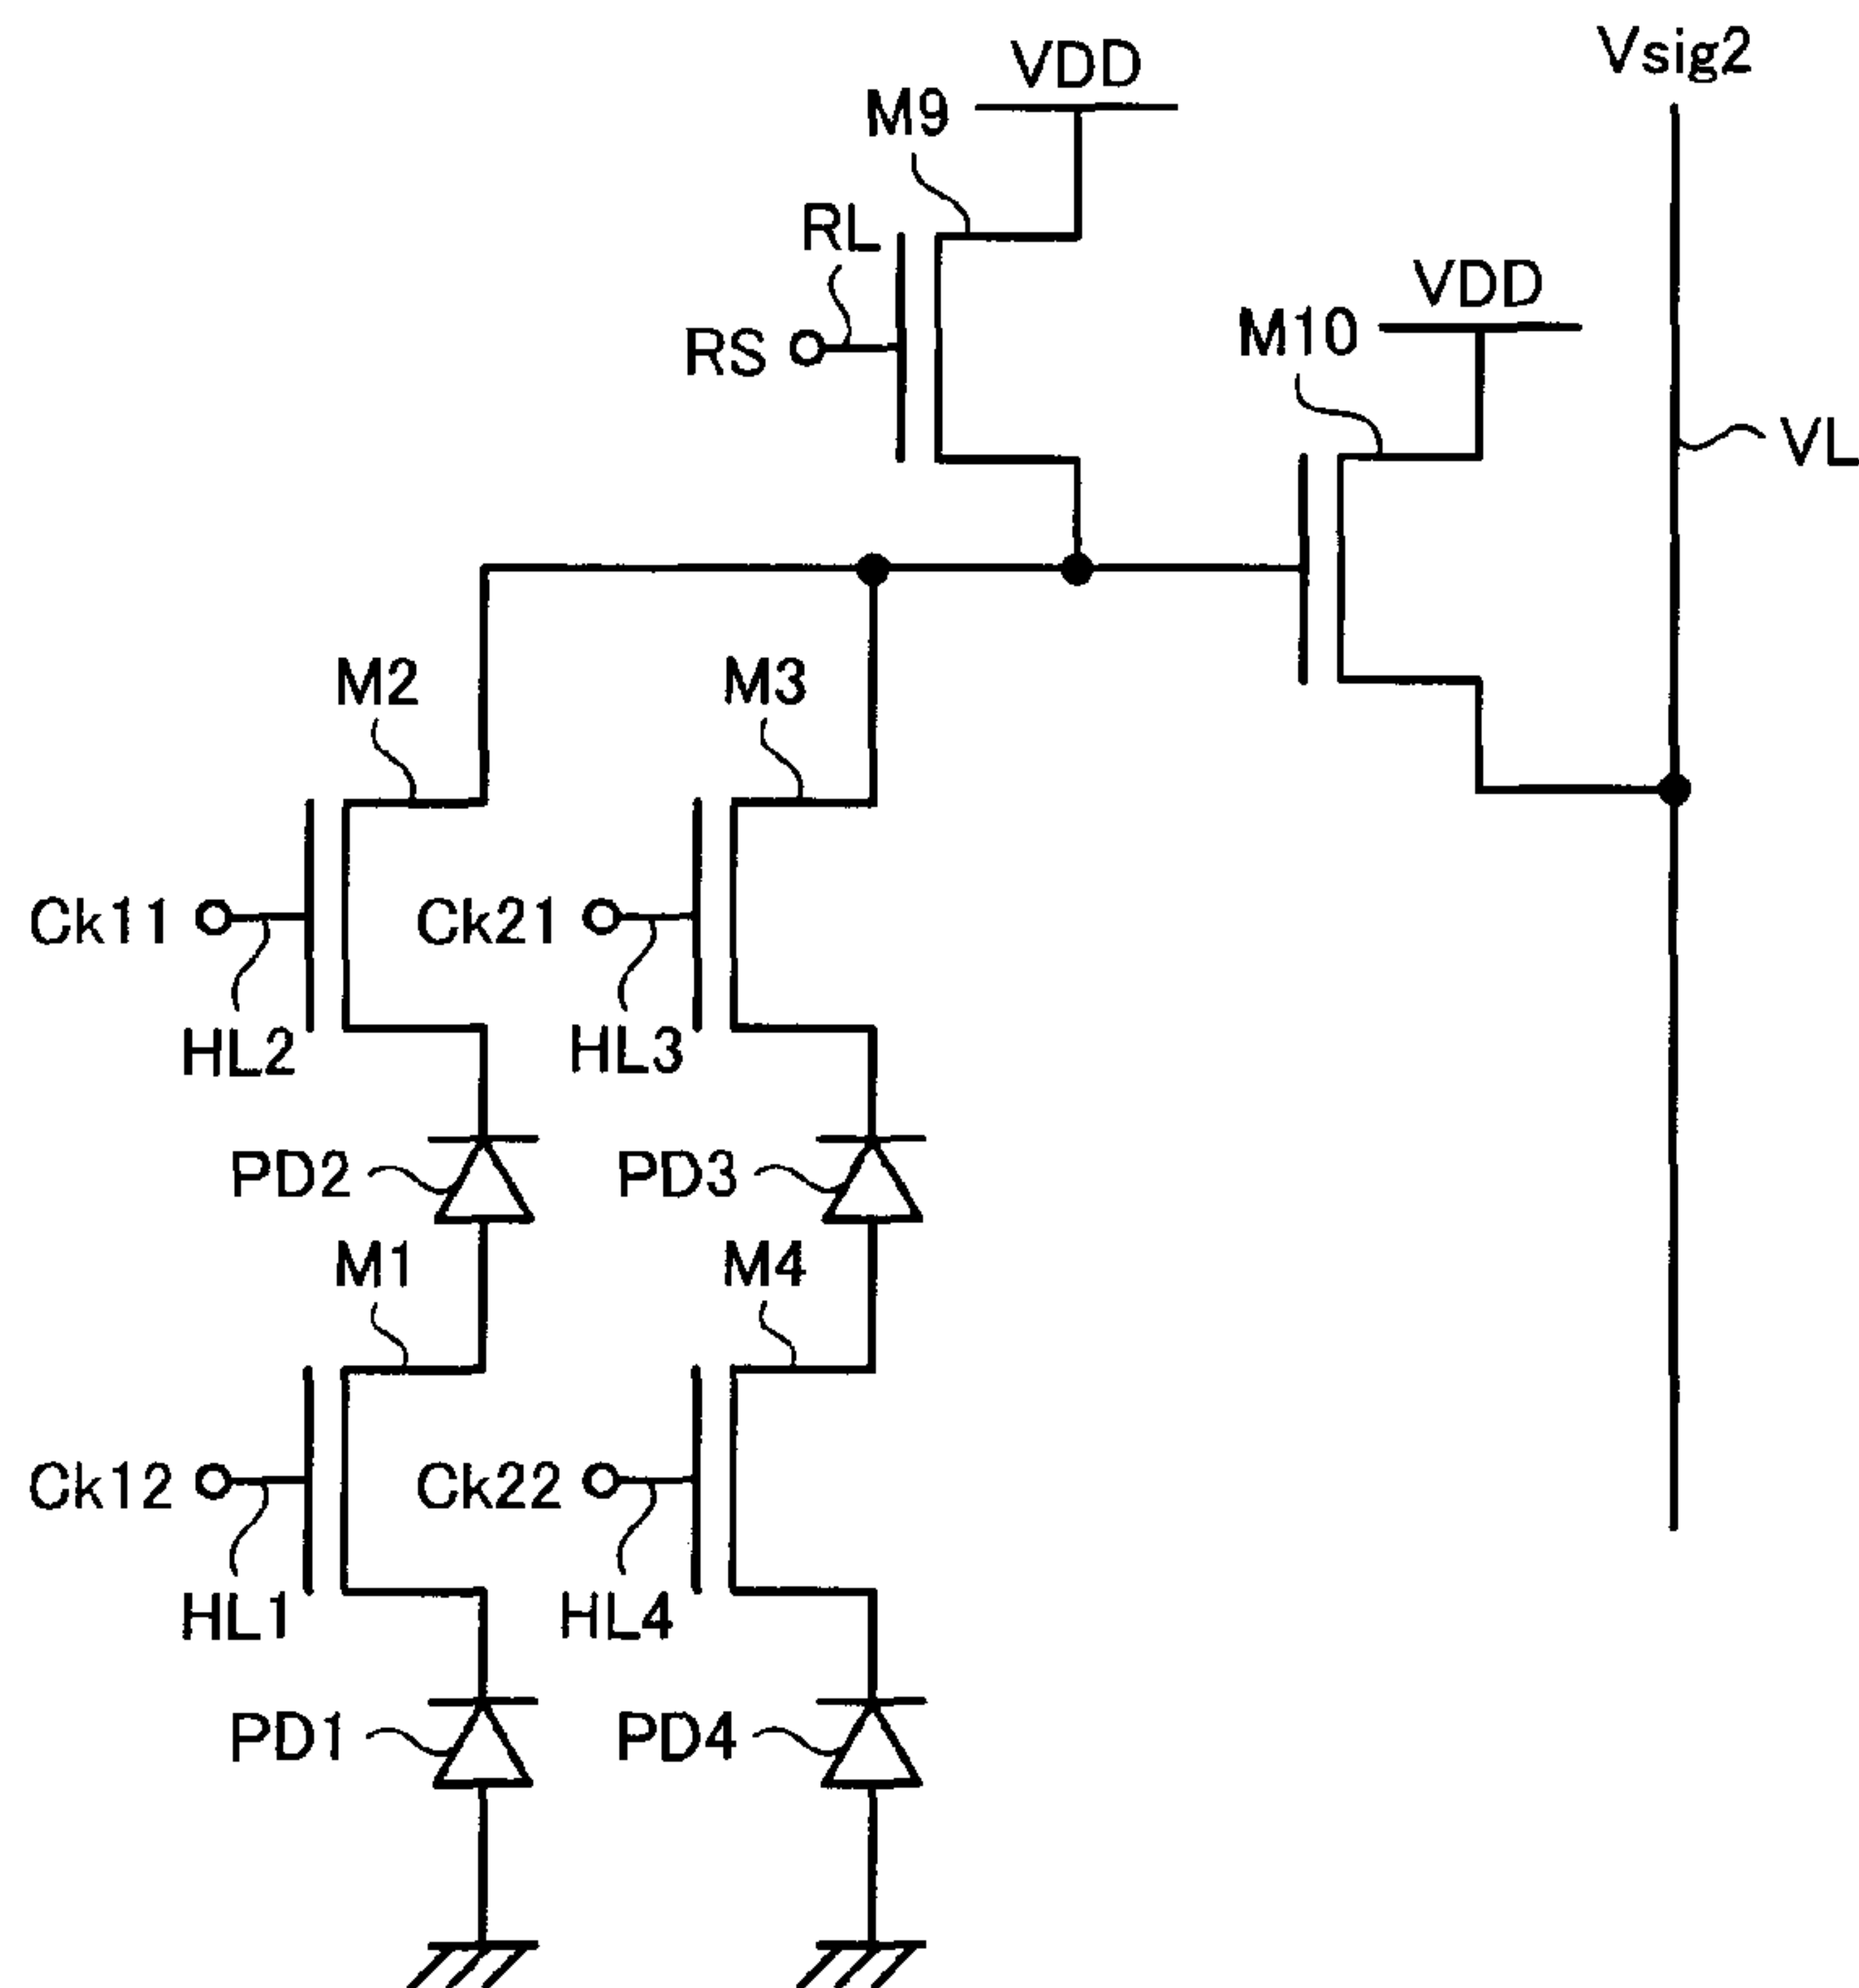 Vsig2
VDD
M9
RL
VDD
M10
RS
VL
M2
M3
Ck11
Ck21
HL2
HL3
PD2
PD3
M1
M4
Ck12
Ck22
HL1
HL4
PD1
PD4